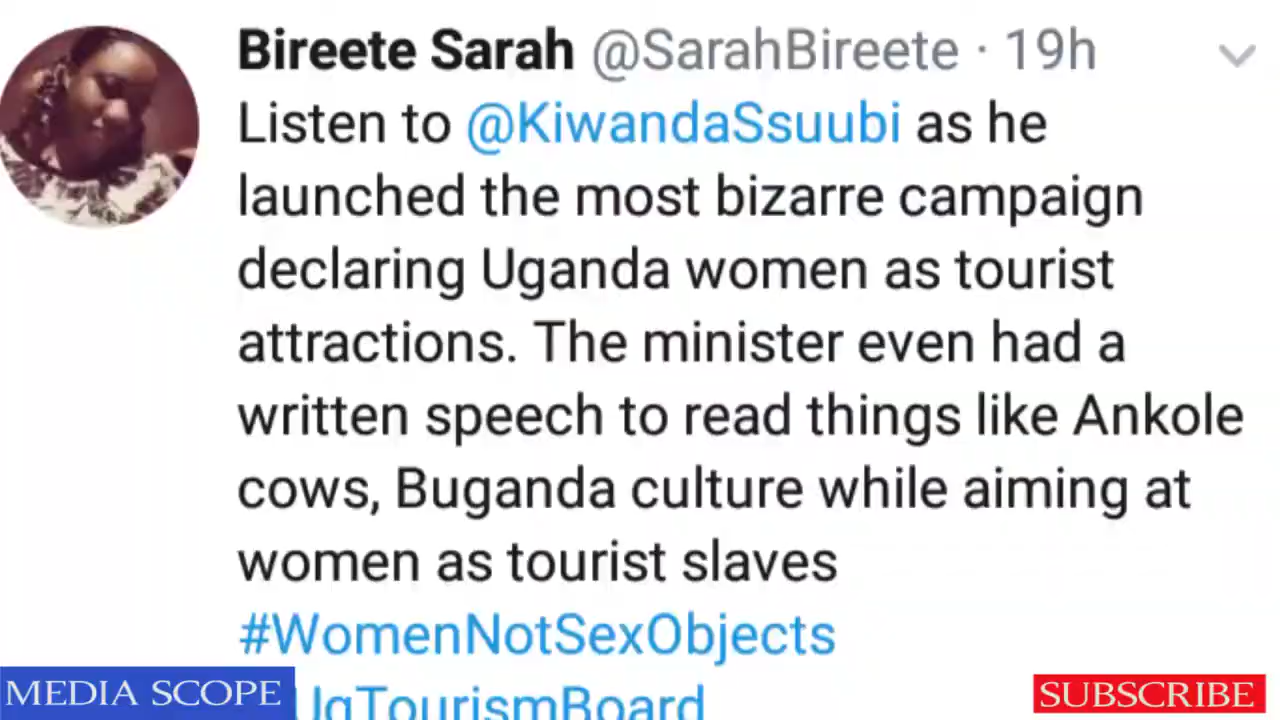 Bireete Sarah @SarahBireete · 19h
Listen to @KiwandaSsuubi as he
launched the most bizarre campaign
declaring Uganda women as tourist
attractions. The minister even had a
written speech to read things like Ankole
cows, Buganda culture while aiming at
women as tourist slaves
#WomenNotSexObjects
UgTourismBoard
MEDIA SCOPE
SUBSCRIBE